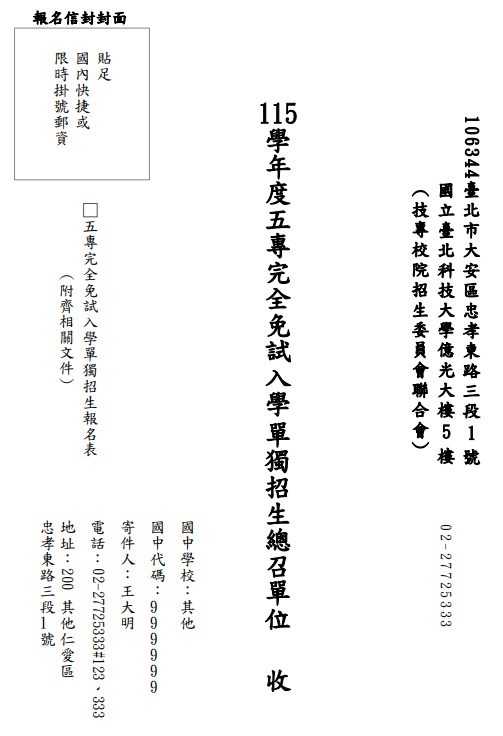 報名信封封面
貼足
國內快捷或
限時掛號郵資
106344臺北市大安區忠孝東路三段1號
國立臺北科技大學億光大樓5樓
(技專校院招生委員會聯合會)
02-27725333
115學年度五專完全免試入學單獨招生總召單位 收
□五專完全免試入學單獨招生報名表
(附齊相關文件)
國中學校：其他
國中代碼：999999
寄件人：王大明
電話：02-27725333#123、333
地址：200 其他仁愛區
忠孝東路三段1號